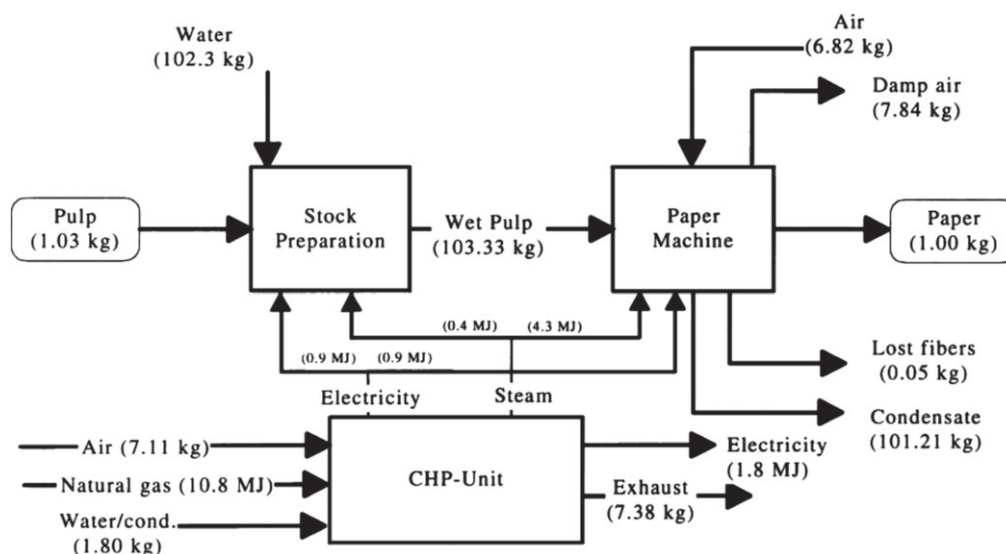 Water
(102.3 kg)
Air
(6.82 kg)
Damp air
(7.84 kg)
Pulp
(1.03 kg)
Stock
Preparation
Wet Pulp
(103.33 kg)
Paper
Machine
Paper
(1.00 kg)
(0.4 MJ) (4.3 MJ)
(0.9 MJ) (0.9 MJ)
Lost fibers
(0.05 kg)
Electricity
Steam
Condensate
(101.21 kg)
Air (7.11 kg)
Natural gas (10.8 MJ)
Water/cond.
(1.80 kg)
CHP-Unit
Electricity
(1.8 MJ)
Exhaust
(7.38 kg)